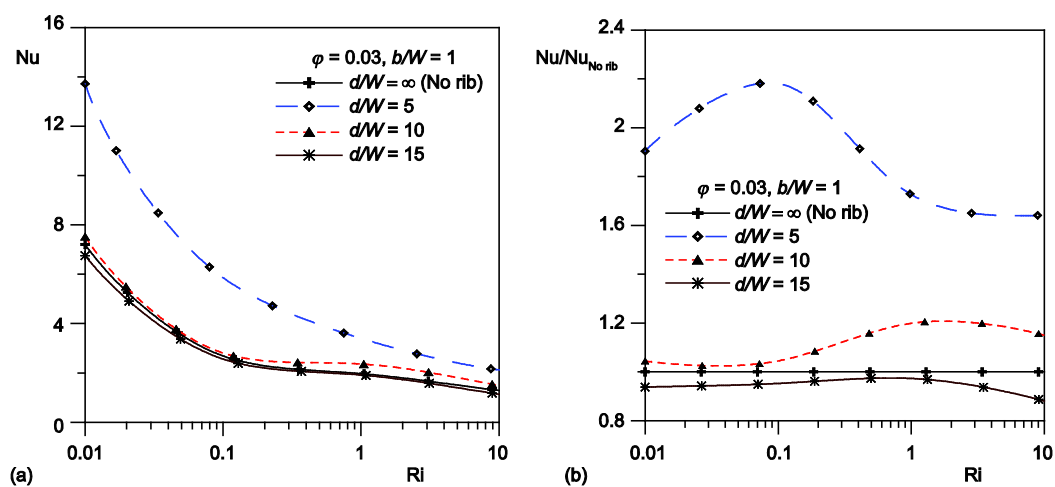 16
Nu
12
8
4
0
φ = 0.03, b/W = 1
d/W = ∞ (No rib)
d/W = 5
d/W = 10
d/W = 15
0.01
0.1
1
10
(a)
Ri
2.4
Nu/Nu No rib
2
1.6
1.2
0.8
φ = 0.03, b/W = 1
d/W = ∞ (No rib)
d/W = 5
d/W = 10
d/W = 15
0.01
0.1
1
10
(b)
Ri